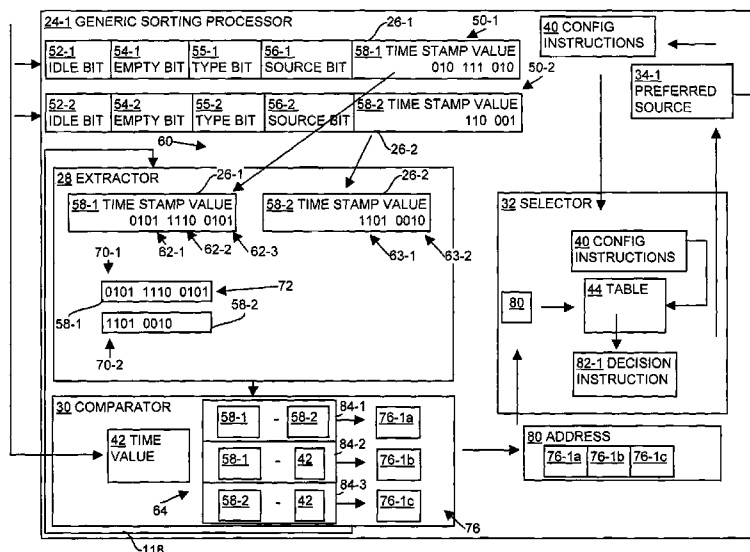 24-1 GENERIC SORTING PROCESSOR
26-1
50-1
52-1
IDLE BIT
54-1
EMPTY BIT
55-1
TYPE BIT
56-1
SOURCE BIT
58-1 TIME STAMP VALUE
010 111 010
40 CONFIG
INSTRUCTIONS
50-2
34-1
PREFERRED
SOURCE
52-2
IDLE BIT
54-2
EMPTY BIT
55-2
TYPE BIT
56-2
SOURCE BIT
58-2 TIME STAMP VALUE
110 001
60
26-2
28 EXTRACTOR
26-1
58-1 TIME STAMP VALUE
0101 1110 0101
26-2
58-2 TIME STAMP VALUE
1101 0010
62-1
62-2
62-3
63-1
63-2
70-1
0101 1110 0101
72
58-1
1101 0010
58-2
70-2
32 SELECTOR
40 CONFIG
INSTRUCTIONS
80
44 TABLE
82-1 DECISION
INSTRUCTION
30 COMPARATOR
42 TIME
VALUE
64
58-1 - 58-2
84-1
76-1a
58-1 - 42
84-2
76-1b
58-2 - 42
84-3
76-1c
76
80 ADDRESS
76-1a 76-1b 76-1c
118